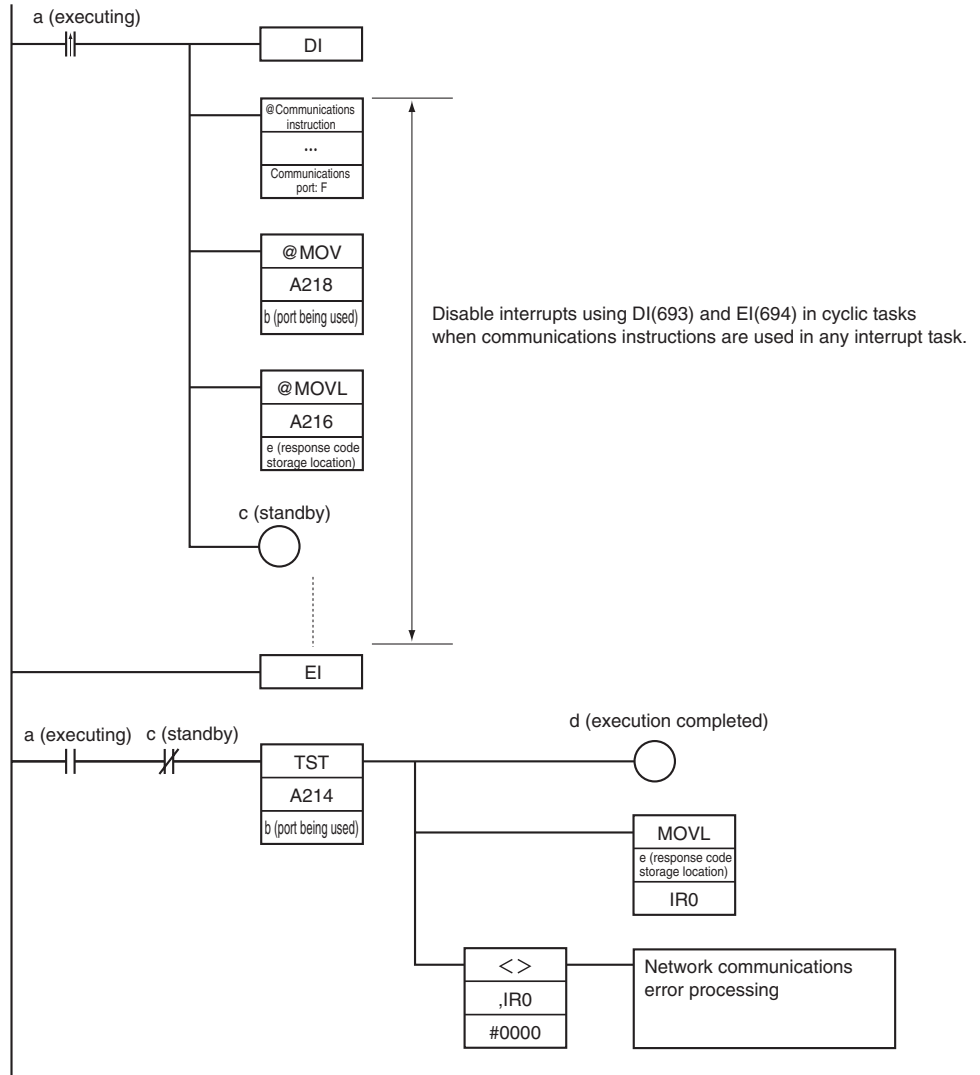 a (executing)
DI
@Communications
instruction
...
Communications
port: F
@MOV
A218
b (port being used)
Disable interrupts using DI(693) and EI(694) in cyclic tasks
when communications instructions are used in any interrupt task.
@MOVL
A216
e (response code
storage location)
c (standby)
EI
a (executing) c (standby)
d (execution completed)
TST
A214
b (port being used)
MOVL
e (response code
storage location)
IR0
< >
,IR0
#0000
Network communications
error processing